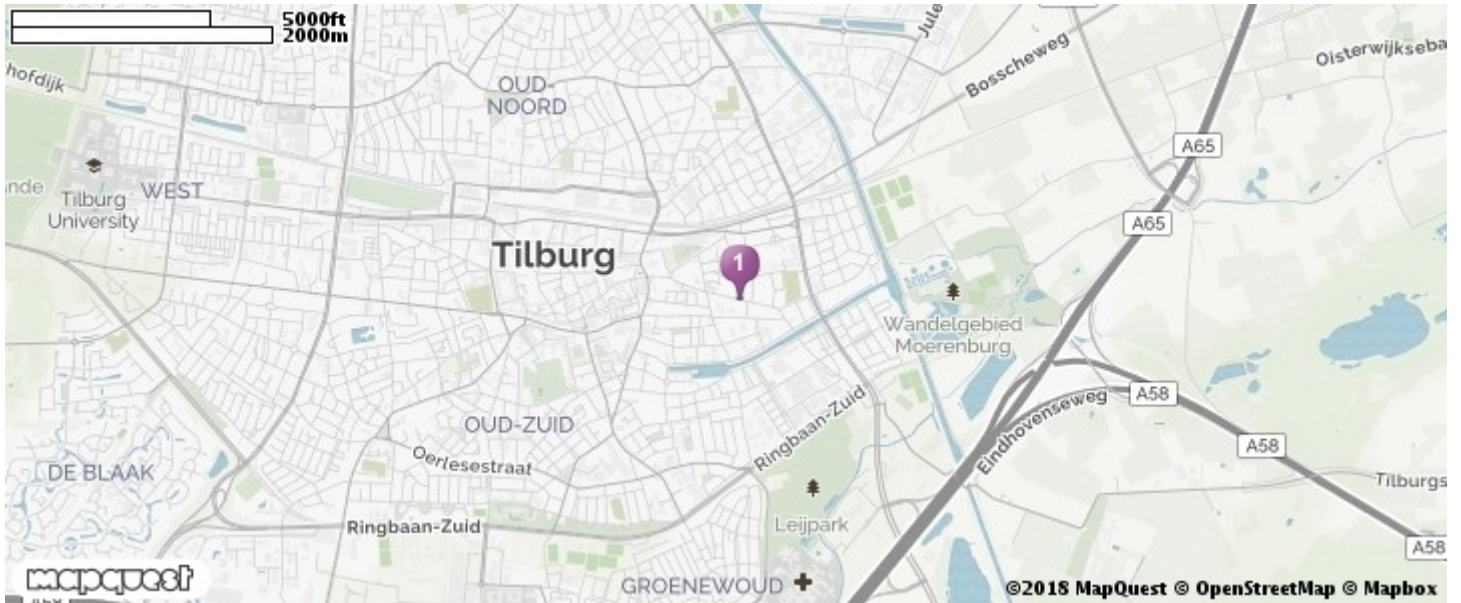 5000ft
2000m
hofdijk
OUD-
NOORD
Bosscheweg
Oisterwijkseba
A65
nde
Tilburg
University
WEST
A65
Tilburg
1
Wandelgebied
Moerenburg
A58
Eindhovenseweg
OUD-ZUID
Oerlesestraat
Ringbaan-Zuid
A58
DE BLAAK
Tilburgs
Ringbaan-Zuid
Leijpark
A58
mapquest
GROENEWOUD
©2018 MapQuest © OpenStreetMap © Mapbox